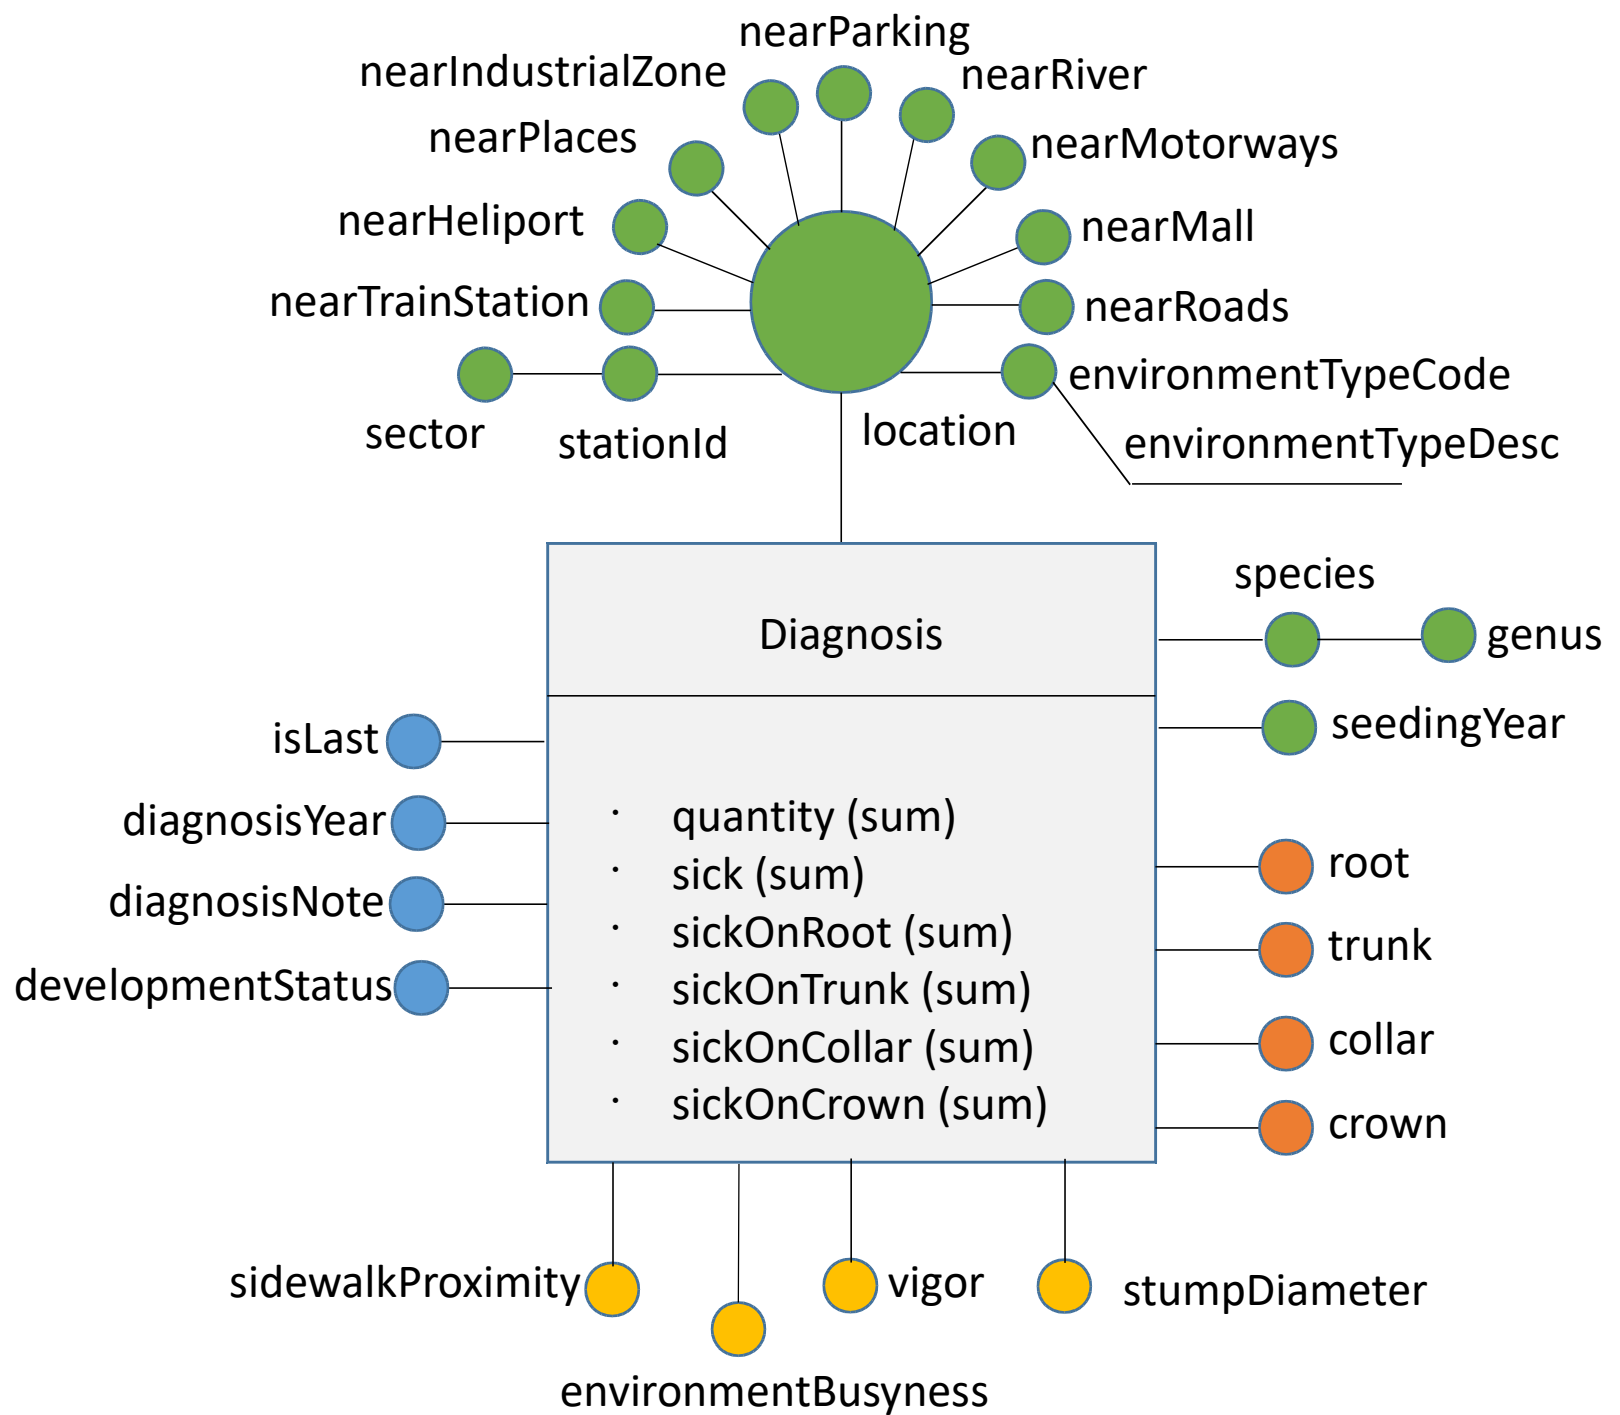 nearParking
nearIndustrialZone
nearRiver
nearPlaces
nearMotorways
nearHeliport
nearMall
nearTrainStation
nearRoads
environmentTypeCode
sector
stationId
location
environmentTypeDesc
species
Diagnosis
genus
isLast
seedingYear
diagnosisYear
diagnosisNote
developmentStatus
· quantity (sum)
· sick (sum)
· sickOnRoot (sum)
· sickOnTrunk (sum)
· sickOnCollar (sum)
· sickOnCrown (sum)
root
trunk
collar
crown
sidewalkProximity
vigor
stumpDiameter
environmentBusyness